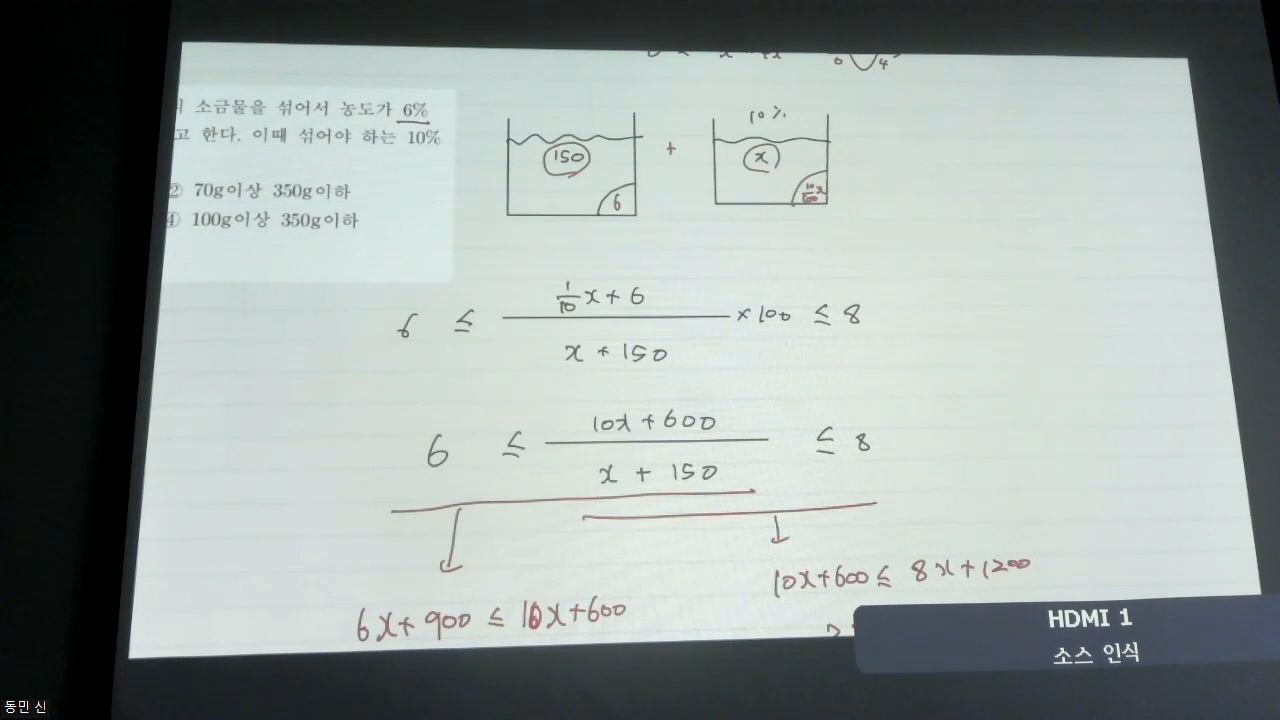 소금물을 섞어서 농도가 6%
고 한다. 이때 섞어야 하는 10%
② 70g이상 350g이하
④ 100g이상 350g이하
0 4
10%
150 + x
6 10/100 x
6 ≤ (1/10 x + 6)/(x + 150) × 100 ≤ 8
6 ≤ (10x + 600)/(x + 150) ≤ 8
10x + 600 ≤ 8x + 1200
6x + 900 ≤ 10x + 600
HDMI 1
소스 인식
동민 신